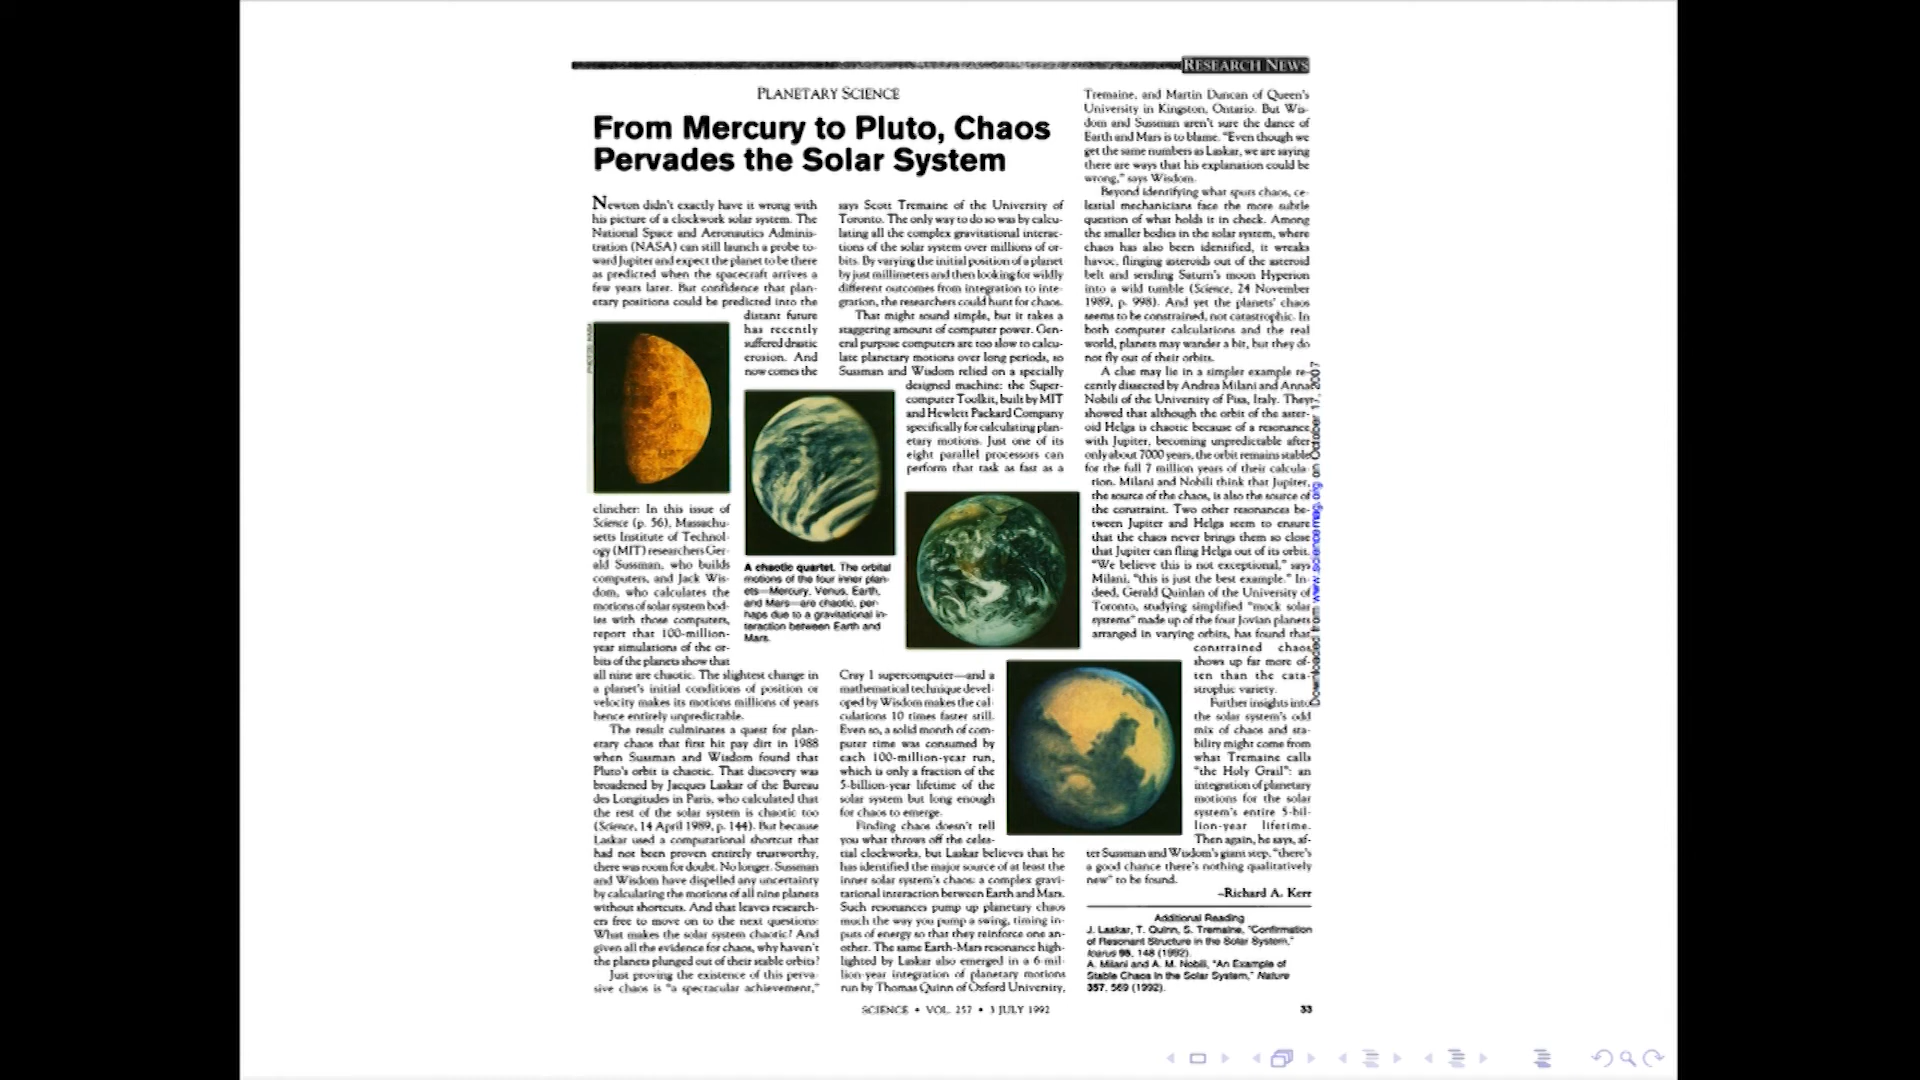 RESEARCH NEWS
PLANETARY SCIENCE
From Mercury to Pluto, Chaos
Pervades the Solar System
Newton didn't exactly have it wrong with
his picture of a clockwork solar system. The
National Space and Aeronautics Adminis-
tration (NASA) can still launch a probe to-
ward Jupiter and expect the planet to be there
as predicted when the spacecraft arrives a
few years later. But confidence that plan-
etary positions could be predicted into the
distant future
has recently
suffered drastic
erosion. And
now comes the
clincher: In this issue of
Science (p. 56), Massachu-
setts Institute of Technol-
ogy (MIT) researchers Ger-
ald Sussman, who builds
computers, and Jack Wis-
dom, who calculates the
motions of solar system bod-
ies with those computers,
report that 100-million-
year simulations of the or-
bits of the planets show that
all nine are chaotic. The slightest change in
a planet's initial conditions of position or
velocity makes its motions millions of years
hence entirely unpredictable.
The result culminates a quest for plan-
etary chaos that first hit pay dirt in 1988
when Sussman and Wisdom found that
Pluto's orbit is chaotic. That discovery was
broadened by Jacques Laskar of the Bureau
des Longitudes in Paris, who calculated that
the rest of the solar system is chaotic too
(Science, 14 April 1989, p. 144). But because
Laskar used a computational shortcut that
had not been proven entirely trustworthy,
there was room for doubt. No longer. Sussman
and Wisdom have dispelled any uncertainty
by calculating the motions of all nine planets
without shortcuts. And that leaves research-
ers free to move on to the next questions:
What makes the solar system chaotic? And
given all the evidence for chaos, why haven't
the planets plunged out of their stable orbits?
Just proving the existence of this perva-
sive chaos is "a spectacular achievement,"
says Scott Tremaine of the University of
Toronto. The only way to do so was by calcu-
lating all the complex gravitational interac-
tions of the solar system over millions of or-
bits. By varying the initial position of a planet
by just millimeters and then looking for wildly
different outcomes from integration to inte-
gration, the researchers could hunt for chaos.
That might sound simple, but it takes a
staggering amount of computer power. Gen-
eral purpose computers are too slow to calcu-
late planetary motions over long periods, so
Sussman and Wisdom relied on a specially
designed machine: the Super-
computer Toolkit, built by MIT
and Hewlett Packard Company
specifically for calculating plan-
etary motions. Just one of its
eight parallel processors can
perform that task as fast as a
A chaotic quartet. The orbital
motions of the four inner plan-
ets—Mercury, Venus, Earth,
and Mars—are chaotic, per-
haps due to a gravitational in-
teraction between Earth and
Mars.
Cray 1 supercomputer—and a
mathematical technique devel-
oped by Wisdom makes the cal-
culations 10 times faster still.
Even so, a solid month of com-
puter time was consumed by
each 100-million-year run,
which is only a fraction of the
5-billion-year lifetime of the
solar system but long enough
for chaos to emerge.
Finding chaos doesn't tell
you what throws off the celes-
tial clockworks, but Laskar believes that he
has identified the major source of at least the
inner solar system's chaos: a complex gravi-
tational interaction between Earth and Mars.
Such resonances pump up planetary chaos
much the way you pump a swing, timing in-
puts of energy so that they reinforce one an-
other. The same Earth-Mars resonance high-
lighted by Laskar also emerged in a 6-mil-
lion-year integration of planetary motions
run by Thomas Quinn of Oxford University,
Tremaine, and Martin Duncan of Queen's
University in Kingston, Ontario. But Wis-
dom and Sussman aren't sure the dance of
Earth and Mars is to blame. "Even though we
get the same numbers as Laskar, we are saying
there are ways that his explanation could be
wrong," says Wisdom.
Beyond identifying what spurs chaos, ce-
lestial mechanicians face the more subtle
question of what holds it in check. Among
the smaller bodies in the solar system, where
chaos has also been identified, it wreaks
havoc, flinging asteroids out of the asteroid
belt and sending Saturn's moon Hyperion
into a wild tumble (Science, 24 November
1989, p. 998). And yet the planets' chaos
seems to be constrained, not catastrophic. In
both computer calculations and the real
world, planets may wander a bit, but they do
not fly out of their orbits.
A clue may lie in a simpler example re-
cently dissected by Andrea Milani and Anna
Nobili of the University of Pisa, Italy. They
showed that although the orbit of the aster-
oid Helga is chaotic because of a resonance
with Jupiter, becoming unpredictable after
only about 7000 years, the orbit remains stable
for the full 7 million years of their calcula-
tion. Milani and Nobili think that Jupiter,
the source of the chaos, is also the source of
the constraint. Two other resonances be-
tween Jupiter and Helga seem to ensure
that the chaos never brings them so close
that Jupiter can fling Helga out of its orbit.
"We believe this is not exceptional," says
Milani, "this is just the best example." In-
deed, Gerald Quinlan of the University of
Toronto, studying simplified "mock solar
systems" made up of the four Jovian planets
arranged in varying orbits, has found that
constrained chaos
shows up far more of-
ten than the cata-
strophic variety.
Further insights into
the solar system's odd
mix of chaos and sta-
bility might come from
what Tremaine calls
"the Holy Grail": an
integration of planetary
motions for the solar
system's entire 5-bil-
lion-year lifetime.
Then again, he says, af-
ter Sussman and Wisdom's giant step, "there's
a good chance there's nothing qualitatively
new" to be found.
–Richard A. Kerr
Additional Reading
J. Laskar, T. Quinn, S. Tremaine, "Confirmation
of Resonant Structure in the Solar System,"
Icarus 95, 148 (1992).
A. Milani and A. M. Nobili, "An Example of
Stable Chaos in the Solar System," Nature
357, 569 (1992).
Downloaded from www.sciencemag.org on October 17, 2007
SCIENCE • VOL. 257 • 3 JULY 1992
33